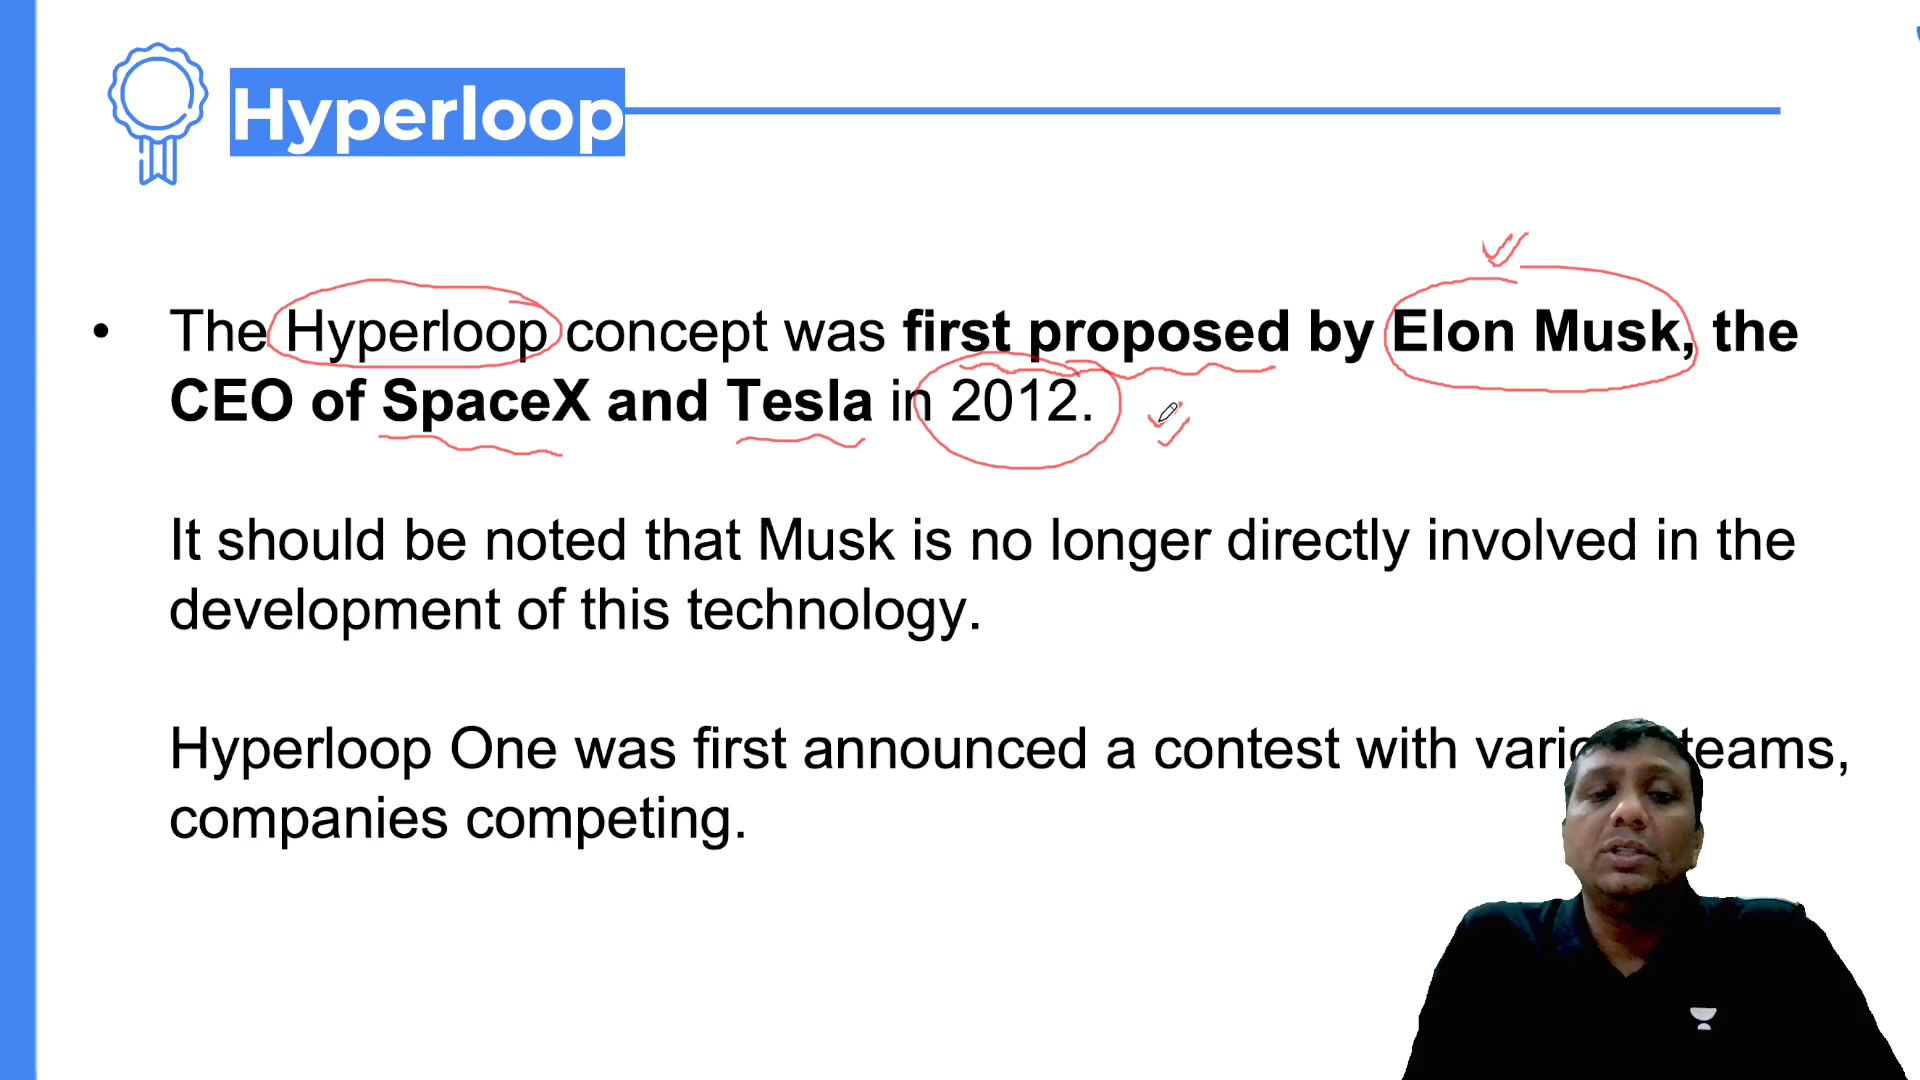 Hyperloop
• The Hyperloop concept was first proposed by Elon Musk, the
CEO of SpaceX and Tesla in 2012.
It should be noted that Musk is no longer directly involved in the
development of this technology.
Hyperloop One was first announced a contest with teams,
companies competing.